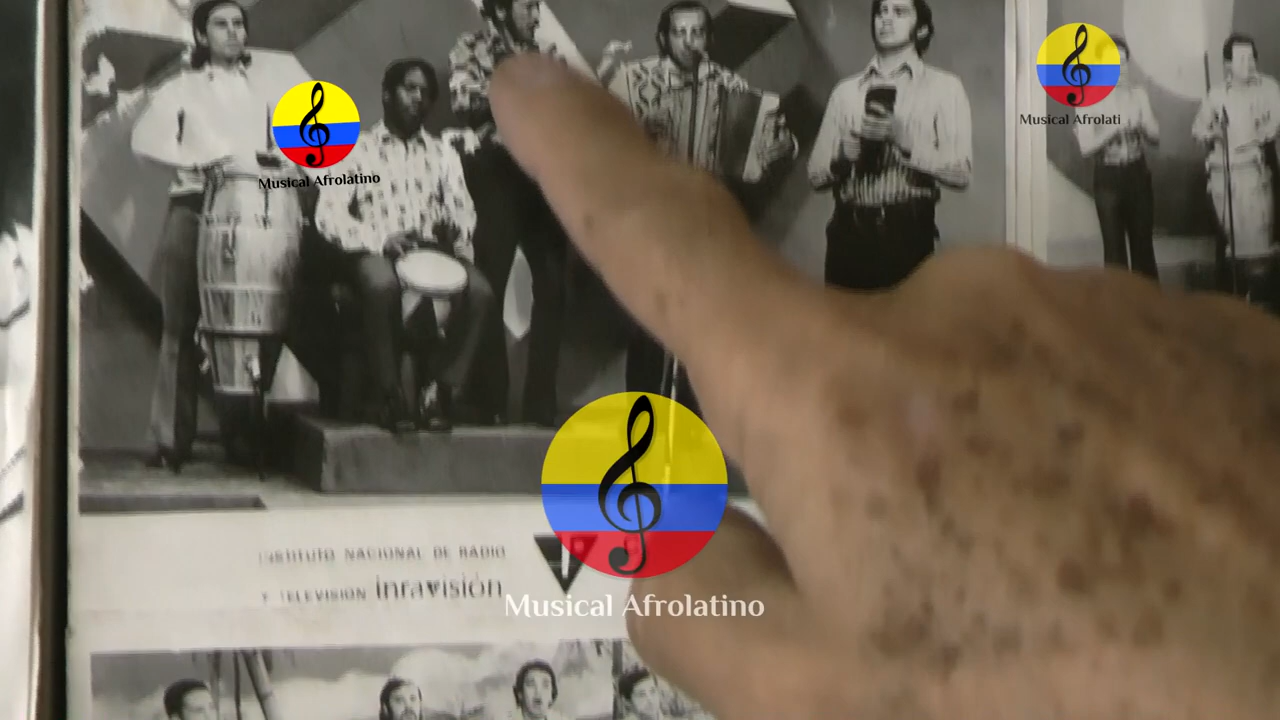 Musical Afrolatino
Musical Afrolati
INSTITUTO NACIONAL DE RADIO
Y TELEVISION inravisión
Musical Afrolatino